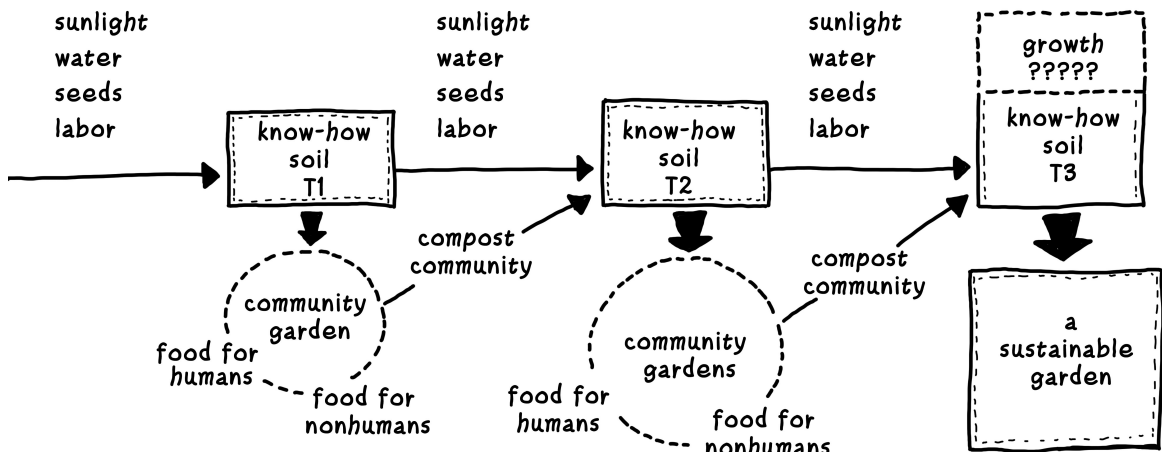 sunlight
water
seeds
labor
know-how
soil
T1
community
garden
food for
humans
food for
nonhumans
compost
community
sunlight
water
seeds
labor
know-how
soil
T2
community
gardens
food for
humans
food for
nonhumans
compost
community
sunlight
water
seeds
labor
growth
?????
know-how
soil
T3
a
sustainable
garden